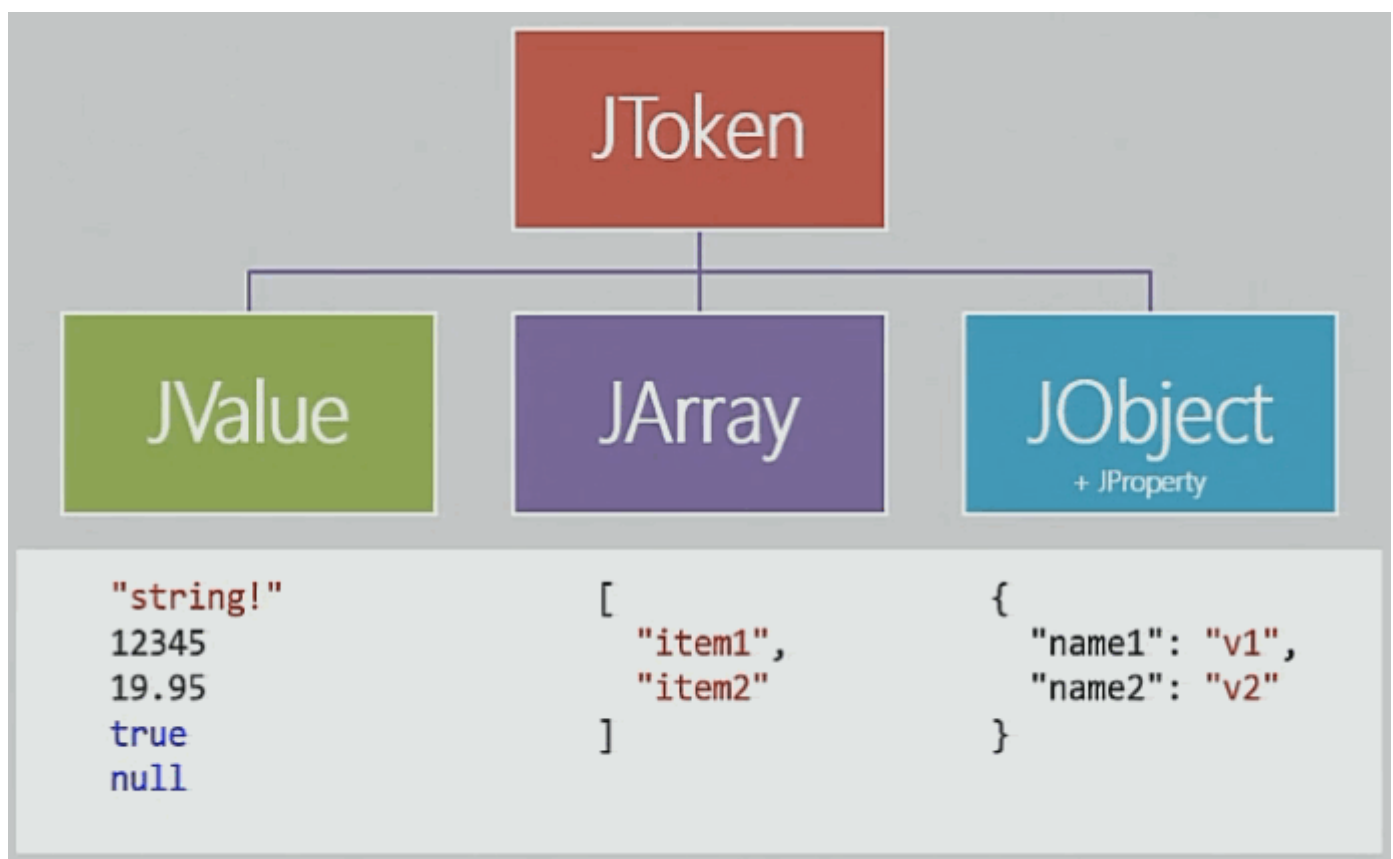 JToken
JValue
JArray
JObject
+ JProperty
"string!"
12345
19.95
true
null
[
"item1",
"item2"
]
{
"name1": "v1",
"name2": "v2"
}